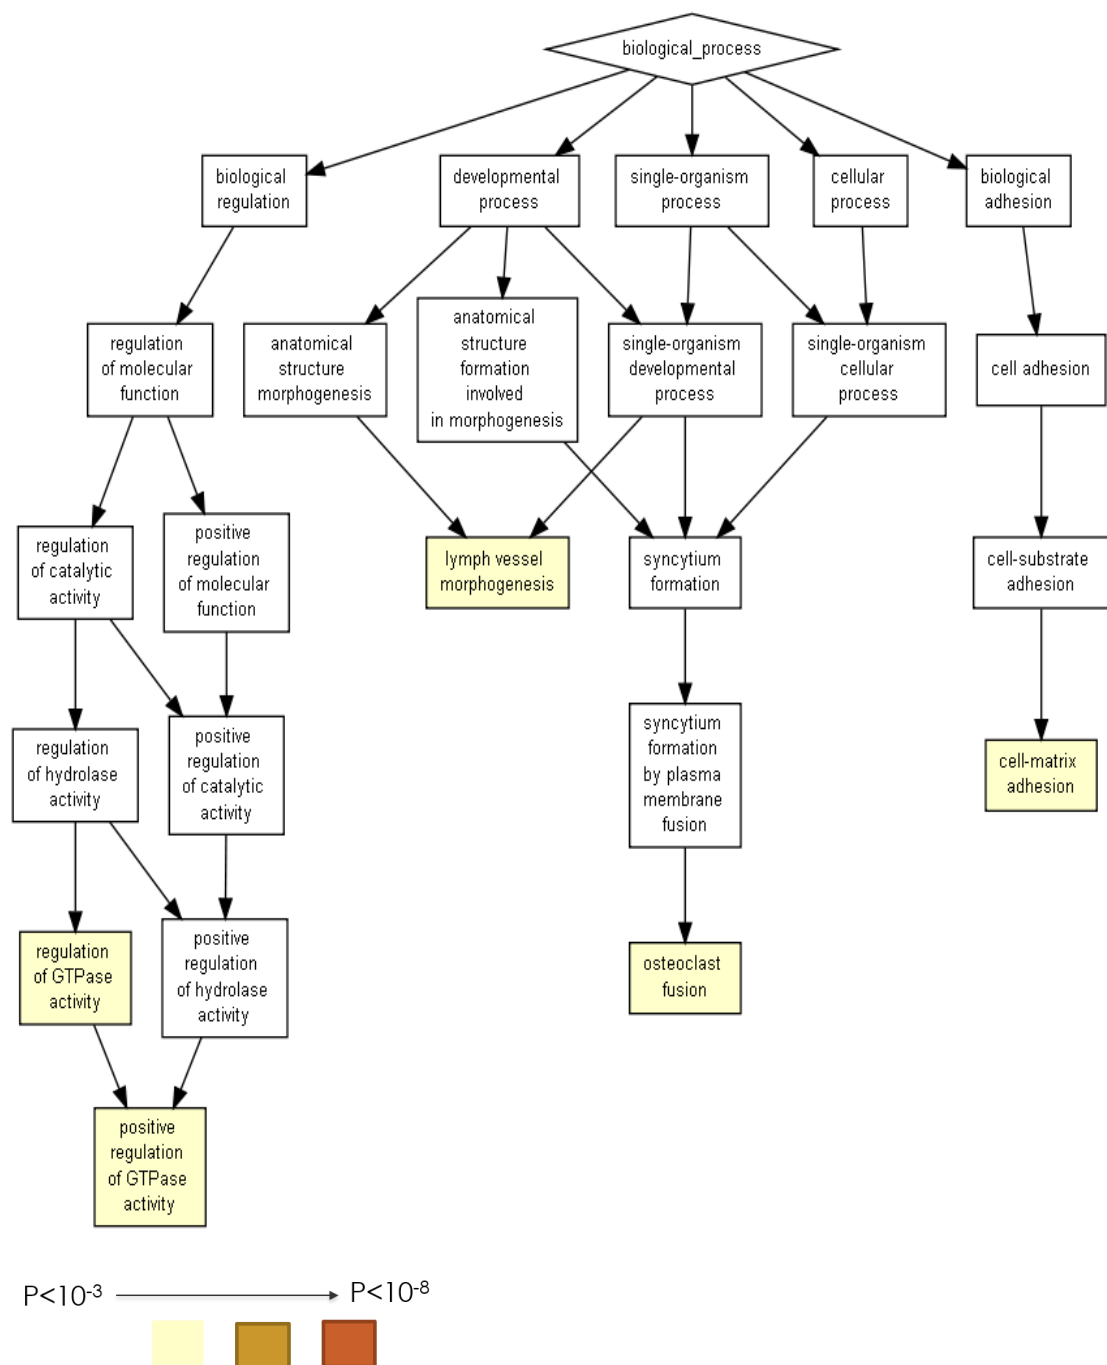 biological_process
biological
regulation
developmental
process
single-organism
process
cellular
process
biological
adhesion
regulation
of molecular
function
anatomical
structure
morphogenesis
anatomical
structure
formation
involved
in morphogenesis
single-organism
developmental
process
single-organism
cellular
process
cell adhesion
regulation
of catalytic
activity
positive
regulation
of molecular
function
lymph vessel
morphogenesis
syncytium
formation
cell-substrate
adhesion
regulation
of hydrolase
activity
positive
regulation
of catalytic
activity
syncytium
formation
by plasma
membrane
fusion
cell-matrix
adhesion
regulation
of GTPase
activity
positive
regulation
of hydrolase
activity
osteoclast
fusion
positive
regulation
of GTPase
activity
P<10⁻³ P<10⁻⁸